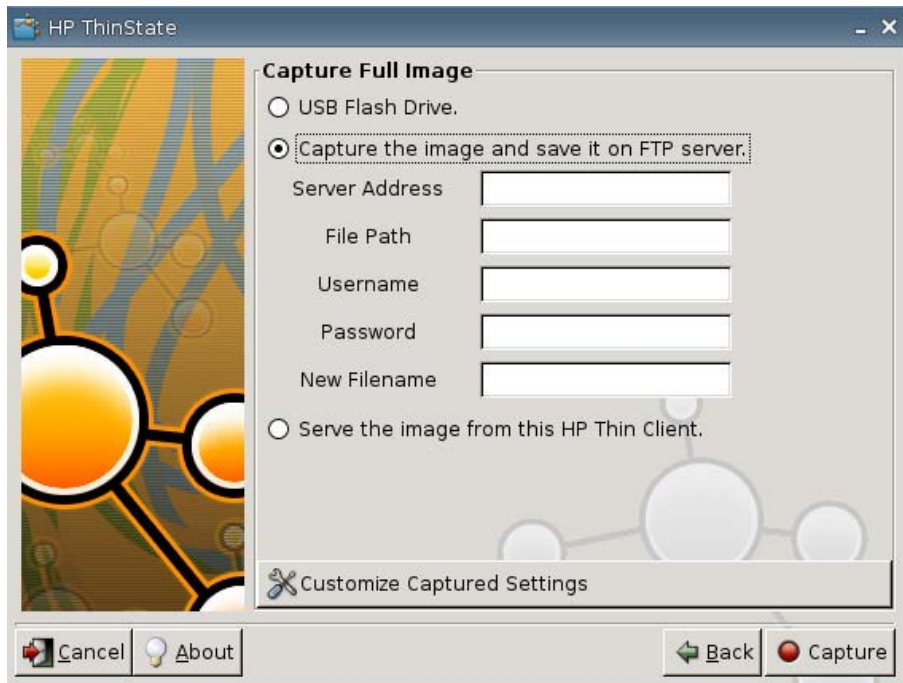 HP ThinState
Capture Full Image
USB Flash Drive.
Capture the image and save it on FTP server.
Server Address
File Path
Username
Password
New Filename
Serve the image from this HP Thin Client.
Customize Captured Settings
Cancel
About
Back
Capture